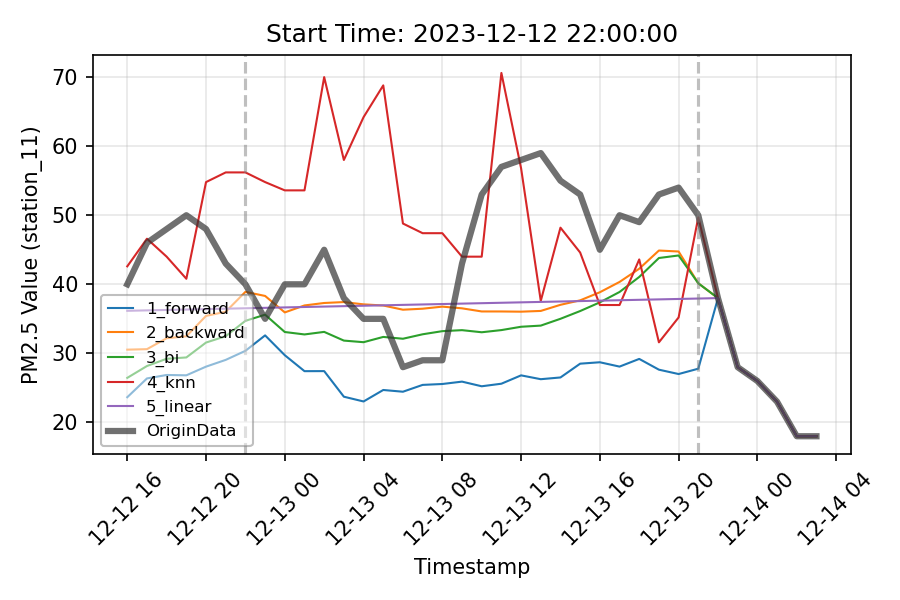 Start Time: 2023-12-12 22:00:00
PM2.5 Value (station_11)
70
60
50
40
30
20
1_forward
2_backward
3_bi
4_knn
5_linear
OriginData
12-12 16
12-12 20
12-13 00
12-13 04
12-13 08
12-13 12
12-13 16
12-13 20
12-14 00
12-14 04
Timestamp